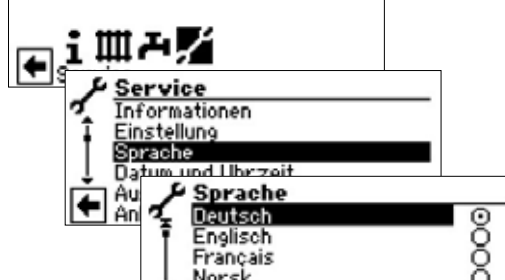 Service
Informationen
Einstellung
Sprache
Datum und Uhrzeit
Sprache
Deutsch
Englisch
Français
Norsk